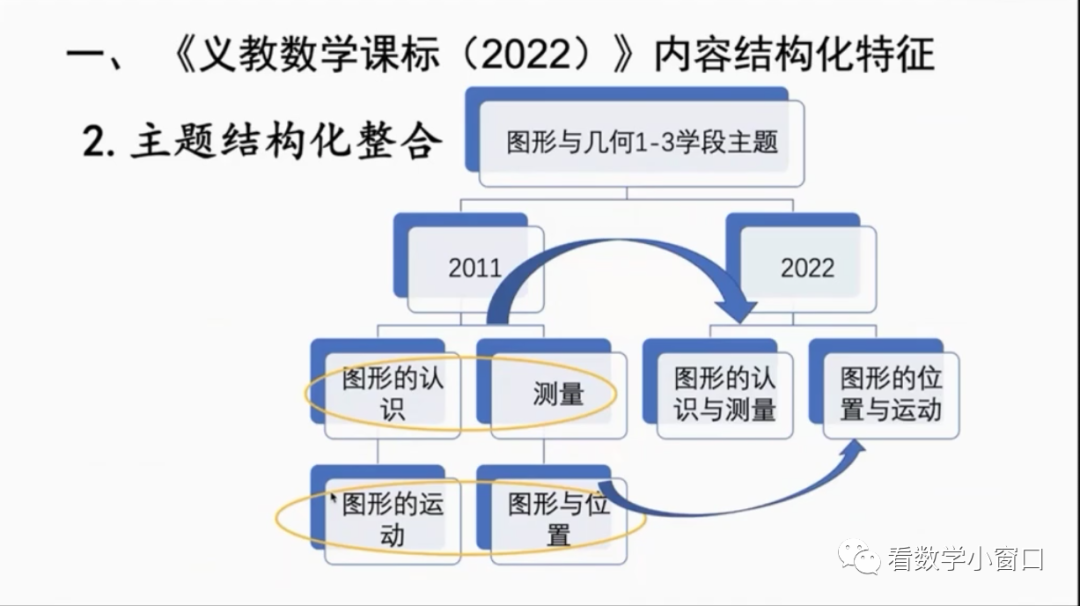 一、《义教数学课标（2022）》内容结构化特征
2. 主题结构化整合
图形与几何1-3学段主题
2011
2022
图形的认
识
测量
图形的认
识与测量
图形的位
置与运动
图形的运
动
图形与位
置
看数学小窗口